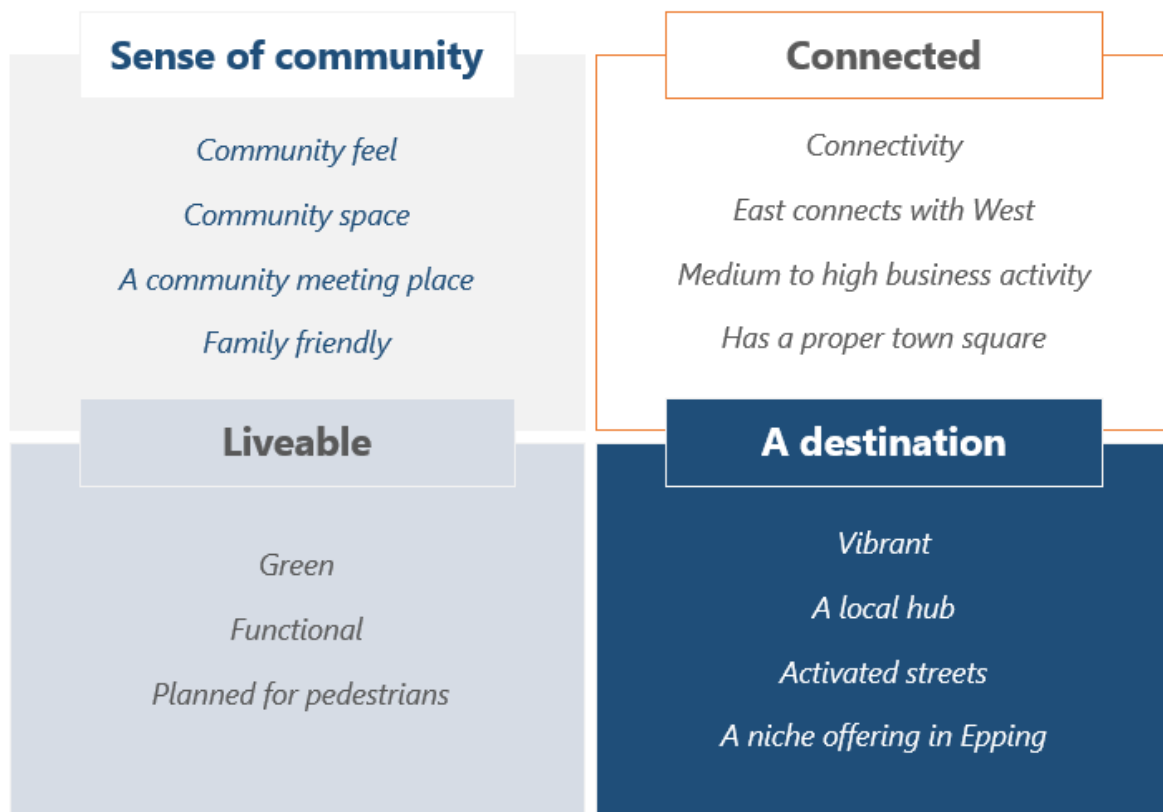 Sense of community
Community feel
Community space
A community meeting place
Family friendly
Connected
Connectivity
East connects with West
Medium to high business activity
Has a proper town square
Liveable
Green
Functional
Planned for pedestrians
A destination
Vibrant
A local hub
Activated streets
A niche offering in Epping